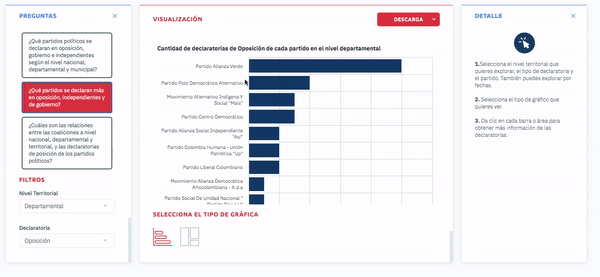 PREGUNTAS
¿Qué partidos políticos se
declaran en oposición,
gobierno e independientes
según el nivel nacional,
departamental y municipal?
¿Qué partidos se declaran más
en oposición, independientes y
de gobierno?
¿Cuáles son las relaciones
entre las coaliciones a nivel
nacional, departamental y
territorial, y las declaratorias
de posición de los partidos
políticos?
FILTROS
Nivel Territorial
Departamental
Declaratoria
Oposición
VISUALIZACIÓN
DESCARGA
Cantidad de declaratorias de Oposición de cada partido en el nivel departamental
Partido Alianza Verde
Partido Polo Democrático Alternativo
Movimiento Alternativo Indígena Y
Social "Mais"
Partido Centro Democrático
Partido Alianza Social Independiente
"Asi"
Partido Colombia Humana - Unión
Patriótica "Up"
Partido Liberal Colombiano
Movimiento Alianza Democrática
Afrocolombiana - A.d.a
Partido Social De Unidad Nacional "
SELECCIONA EL TIPO DE GRÁFICA
DETALLE
1.Selecciona el nivel territorial que
quieres explorar, el tipo de declaratoria y el
partido. También puedes explorar por
fechas.
2. Selecciona el tipo de gráfico que
quieres ver.
3. Da clic en cada barra o área para
obtener más información de las
declaratorias.